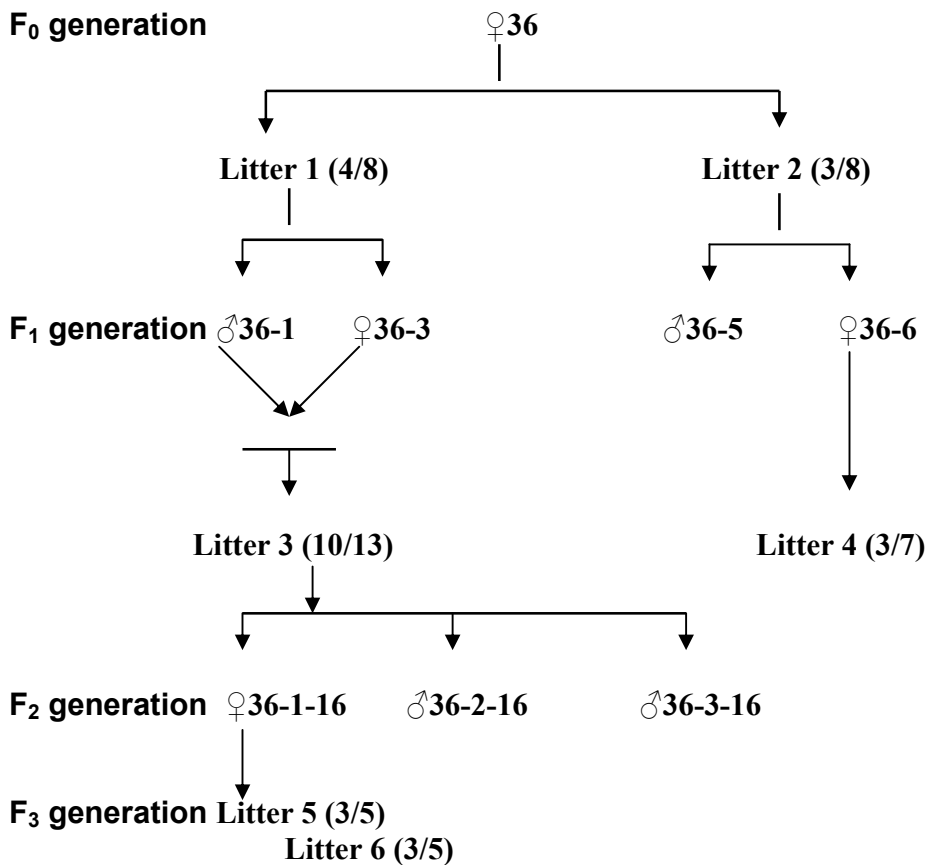 F₀ generation ♀36
Litter 1 (4/8) Litter 2 (3/8)
F₁ generation ♂36-1 ♀36-3 ♂36-5 ♀36-6
Litter 3 (10/13) Litter 4 (3/7)
F₂ generation ♀36-1-16 ♂36-2-16 ♂36-3-16
F₃ generation Litter 5 (3/5)
Litter 6 (3/5)